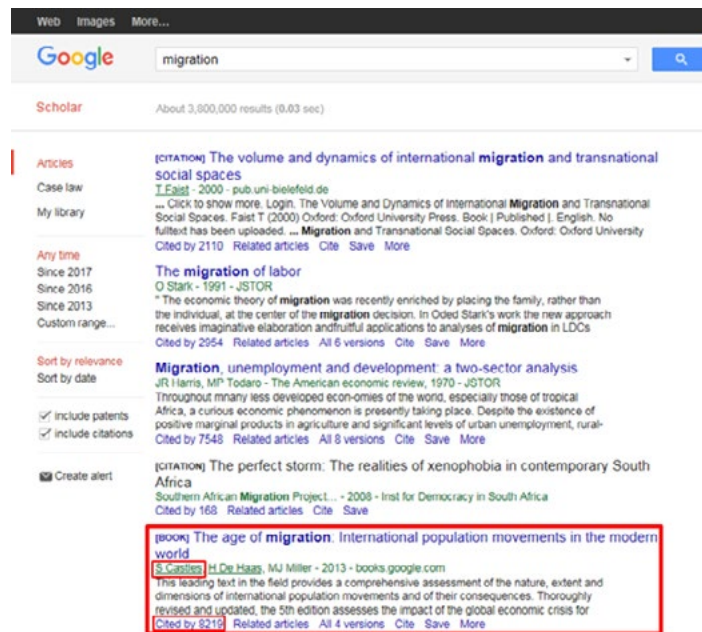 Web Images More...
Google
migration
Scholar
About 3,800,000 results (0.03 sec)
Articles
Case law
My library
Any time
Since 2017
Since 2016
Since 2013
Custom range...
Sort by relevance
Sort by date
include patents
include citations
Create alert
[CITATION] The volume and dynamics of international migration and transnational
social spaces
T Faist - 2000 - pub.uni-bielefeld.de
... Click to show more. Login. The Volume and Dynamics of International Migration and Transnational
Social Spaces. Faist T (2000) Oxford: Oxford University Press. Book | Published |. English. No
fulltext has been uploaded. ... Migration and Transnational Social Spaces. Oxford: Oxford University
Cited by 2110 Related articles Cite Save More
The migration of labor
O Stark - 1991 - JSTOR
" The economic theory of migration was recently enriched by placing the family, rather than
the individual, at the center of the migration decision. In Oded Stark's work the new approach
receives imaginative elaboration andfruitful applications to analyses of migration in LDCs
Cited by 2954 Related articles All 6 versions Cite Save More
Migration, unemployment and development: a two-sector analysis
JR Harris, MP Todaro - The American economic review, 1970 - JSTOR
Throughout mnany less developed econ-omies of the world, especially those of tropical
Africa, a curious economic phenomenon is presently taking place. Despite the existence of
positive marginal products in agriculture and significant levels of urban unemployment, rural-
Cited by 7548 Related articles All 8 versions Cite Save More
[CITATION] The perfect storm: The realities of xenophobia in contemporary South
Africa
Southern African Migration Project... - 2008 - Inst for Democracy in South Africa
Cited by 168 Related articles Cite Save
[BOOK] The age of migration: International population movements in the modern
world
S Castles, H De Haas, MJ Miller - 2013 - books.google.com
This leading text in the field provides a comprehensive assessment of the nature, extent and
dimensions of international population movements and of their consequences. Thoroughly
revised and updated, the 5th edition assesses the impact of the global economic crisis for
Cited by 8219 Related articles All 4 versions Cite Save More